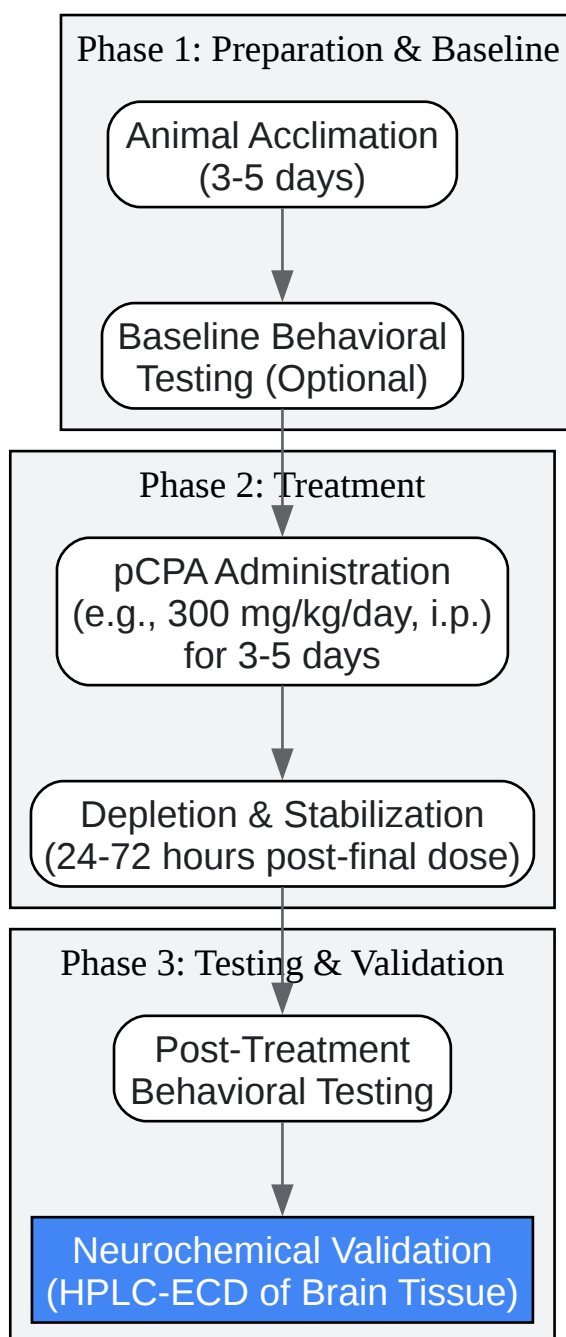 Phase 1: Preparation & Baseline
Animal Acclimation
(3-5 days)
Baseline Behavioral
Testing (Optional)
Phase 2: Treatment
pCPA Administration
(e.g., 300 mg/kg/day, i.p.)
for 3-5 days
Depletion & Stabilization
(24-72 hours post-final dose)
Phase 3: Testing & Validation
Post-Treatment
Behavioral Testing
Neurochemical Validation
(HPLC-ECD of Brain Tissue)